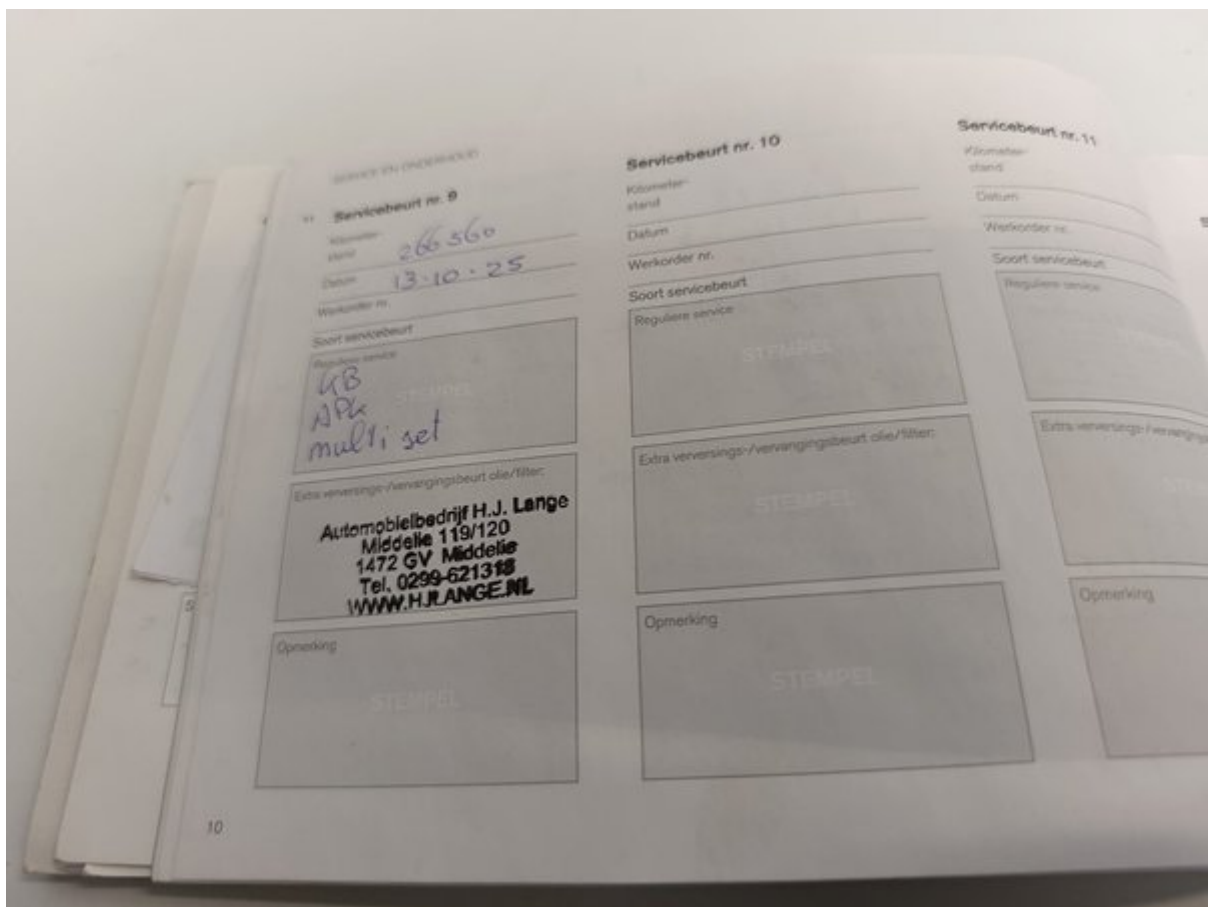 SERVICE EN ONDERHOUD
Servicebeurt nr. 9
Kilometer-
stand 266560
Datum 13-10-25
Werkorder nr.
Soort servicebeurt
Reguliere service
STEMPEL
KB
APK
multi set
Extra verversings-/vervangingsbeurt olie/filter:
Automobielbedrijf H.J. Lange
Middelie 119/120
1472 GV Middelie
Tel. 0299-621318
WWW.HJLANGE.NL
Opmerking
STEMPEL
10
Servicebeurt nr. 10
Kilometer-
stand
Datum
Werkorder nr.
Soort servicebeurt
Reguliere service
STEMPEL
Extra verversings-/vervangingsbeurt olie/filter:
STEMPEL
Opmerking
STEMPEL
Servicebeurt nr. 11
Kilometer-
stand
Datum
Werkorder nr.
Soort servicebeurt
Reguliere service
STEMPEL
Extra verversings-/vervangings
STEM
Opmerking